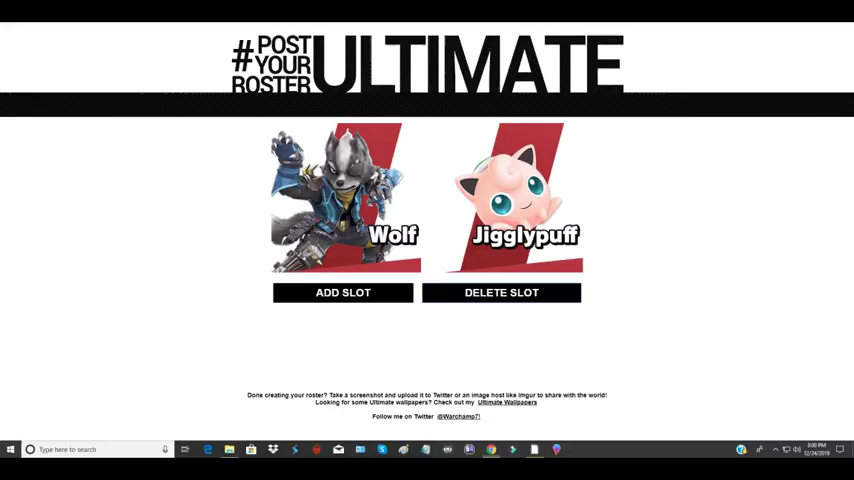 #POST
YOUR
ROSTER
ULTIMATE
Wolf
Jigglypuff
ADD SLOT
DELETE SLOT
Done creating your roster? Take a screenshot and upload it to Twitter or an image host like Imgur to share with the world!
Looking for some Ultimate wallpapers? Check out my Ultimate Wallpapers
Follow me on Twitter @Warchamp7!
Type here to search
3:00 PM
12/24/2019